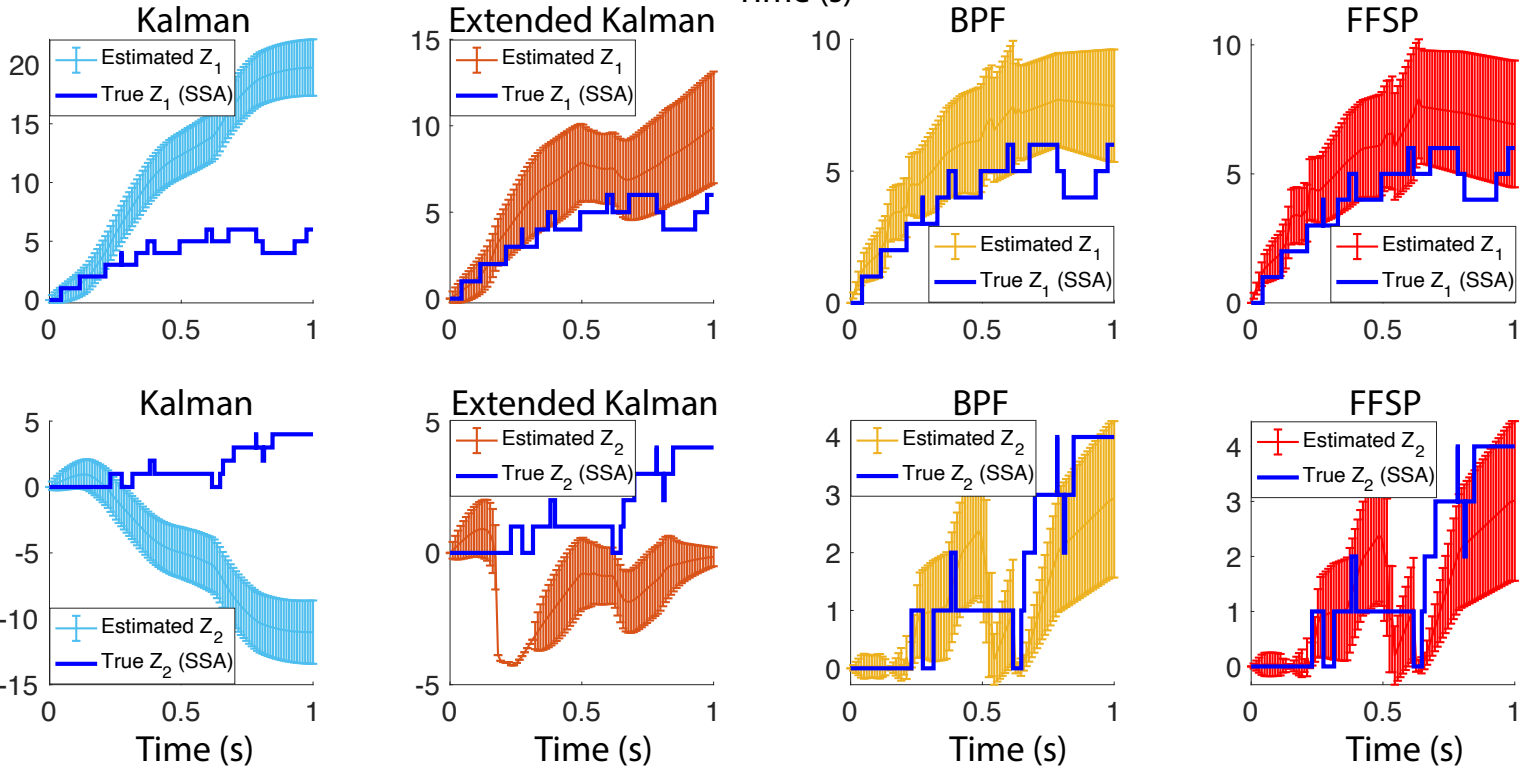 Time (s)
Kalman
Extended Kalman
BPF
FFSP
Estimated Z1
True Z1 (SSA)
20
15
10
5
0
0 0.5 1
Estimated Z1
True Z1 (SSA)
15
10
5
0
0 0.5 1
10
5
0
Estimated Z1
True Z1 (SSA)
0 0.5 1
10
5
0
Estimated Z1
True Z1 (SSA)
0 0.5 1
Kalman
Extended Kalman
BPF
FFSP
5
0
-5
-10
-15
Estimated Z2
True Z2 (SSA)
0 0.5 1
Time (s)
5
0
-5
Estimated Z2
True Z2 (SSA)
0 0.5 1
Time (s)
4
3
2
1
0
Estimated Z2
True Z2 (SSA)
0 0.5 1
Time (s)
4
3
2
1
0
Estimated Z2
True Z2 (SSA)
0 0.5 1
Time (s)